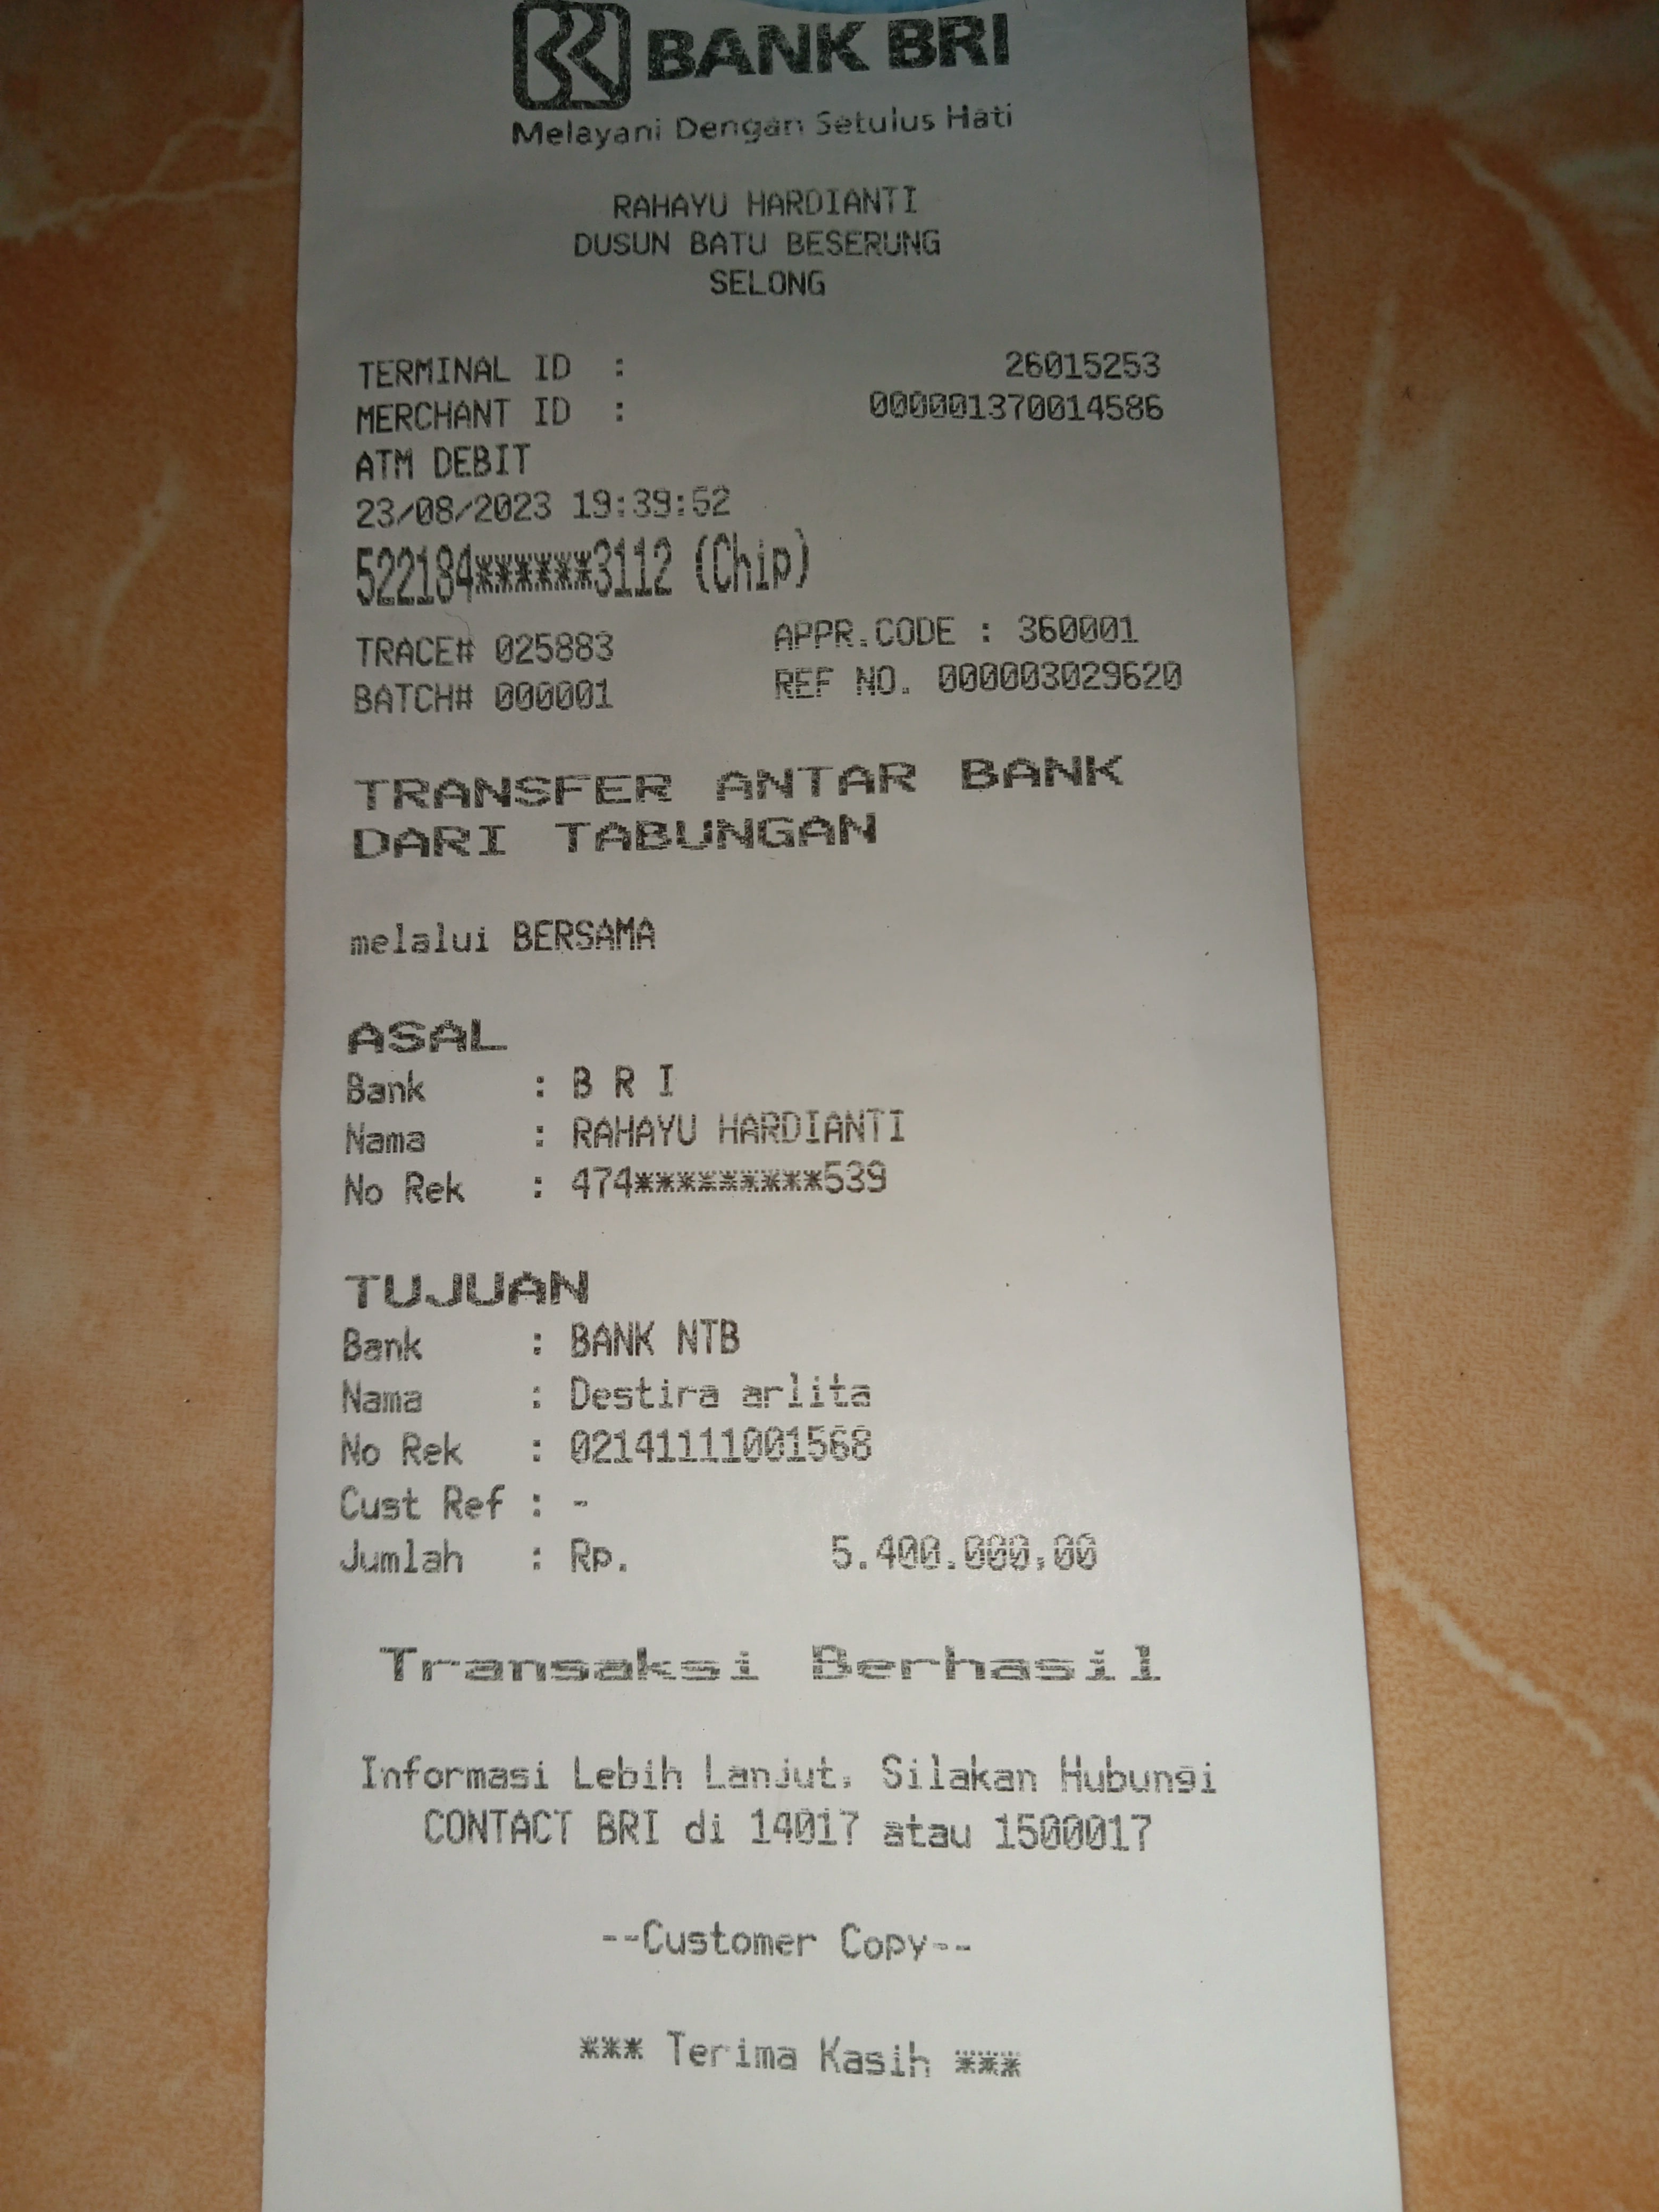 BANK BRI
Melayani Dengan Setulus Hati
RAHAYU HARDIANTI
DUSUN BATU BESERUNG
SELONG
TERMINAL ID : 26015253
MERCHANT ID : 000001370014586
ATM DEBIT
23/08/2023 19:39:52
522184******3112 (Chip)
TRACE# 025883 APPR.CODE : 360001
BATCH# 000001 REF NO. 000003029620
TRANSFER ANTAR BANK
DARI TABUNGAN
melalui BERSAMA
ASAL
Bank : B R I
Nama : RAHAYU HARDIANTI
No Rek : 474*********539
TUJUAN
Bank : BANK NTB
Nama : Destira arlita
No Rek : 02141111001568
Cust Ref : -
Jumlah : Rp. 5.400.000,00
Transaksi Berhasil
Informasi Lebih Lanjut, Silakan Hubungi
CONTACT BRI di 14017 atau 1500017
--Customer Copy--
*** Terima Kasih ***